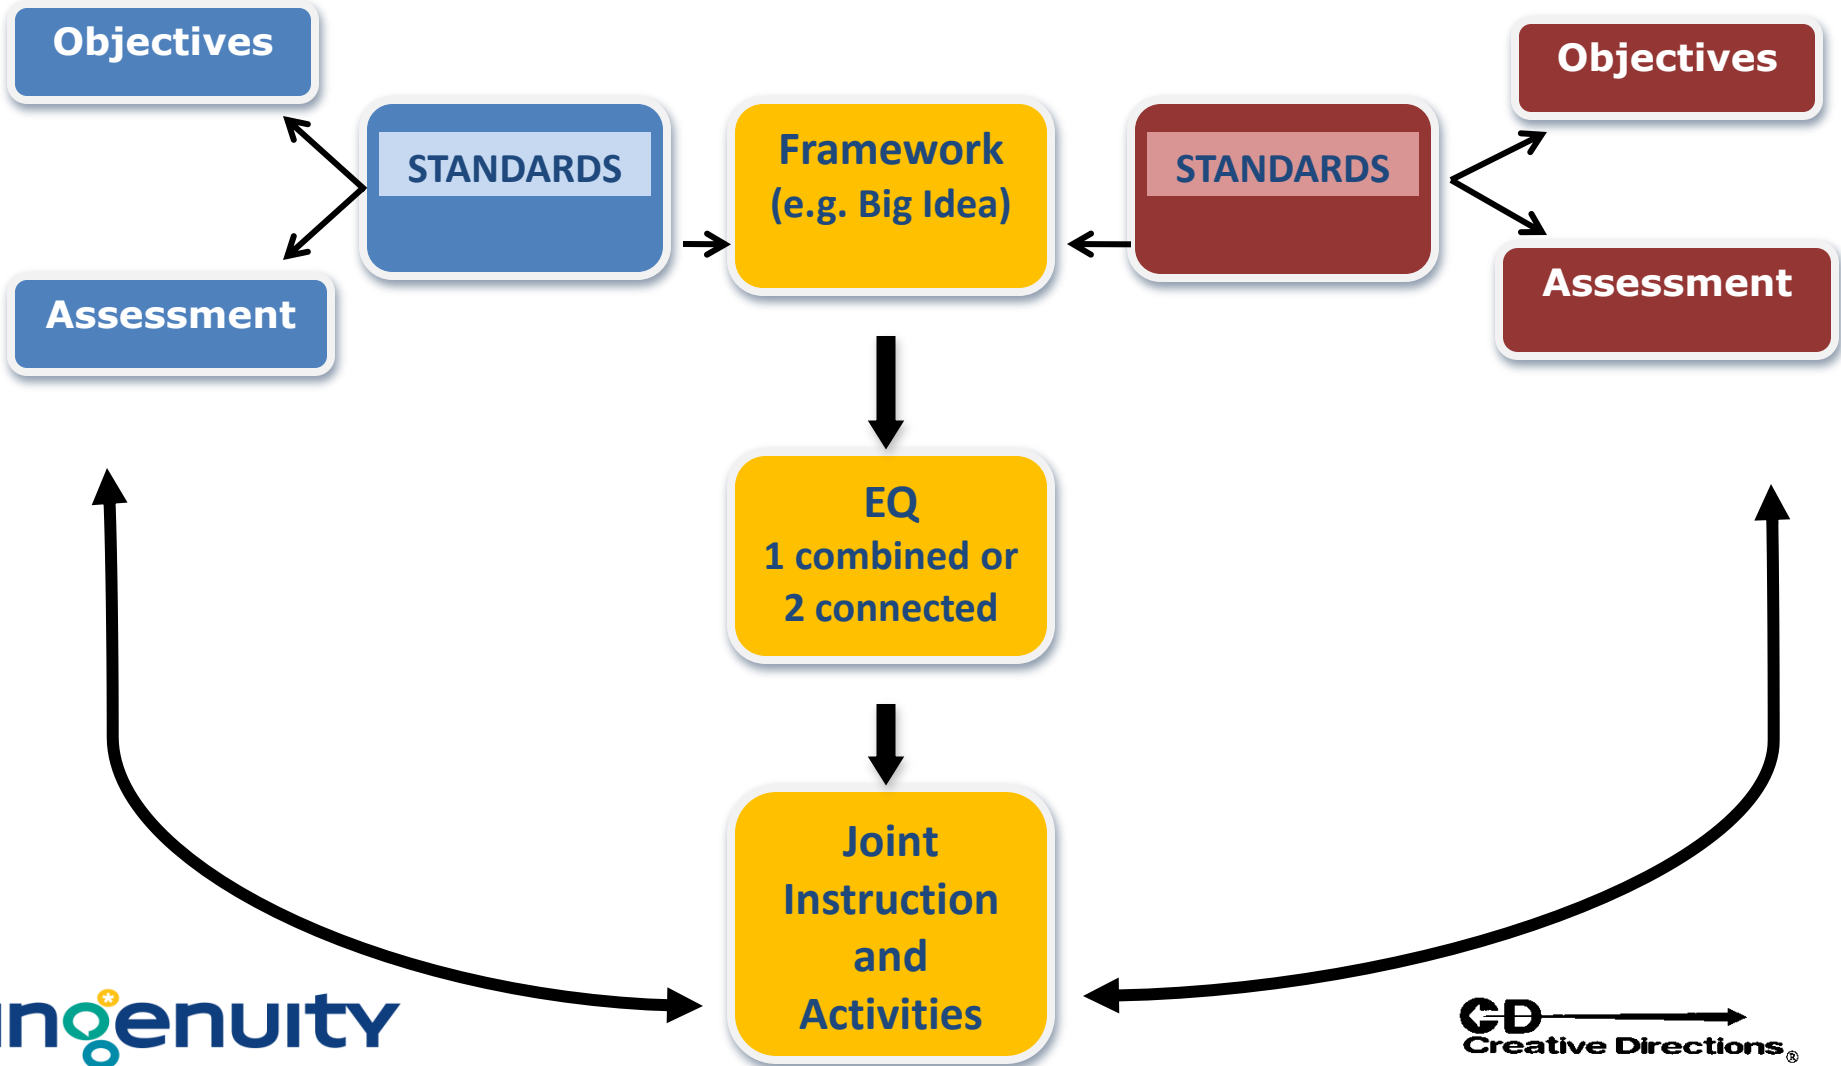 Objectives
Objectives
STANDARDS
Framework
(e.g. Big Idea)
STANDARDS
Assessment
Assessment
EQ
1 combined or
2 connected
Joint
Instruction
and
Activities
ingenuity
CD
Creative Directions®